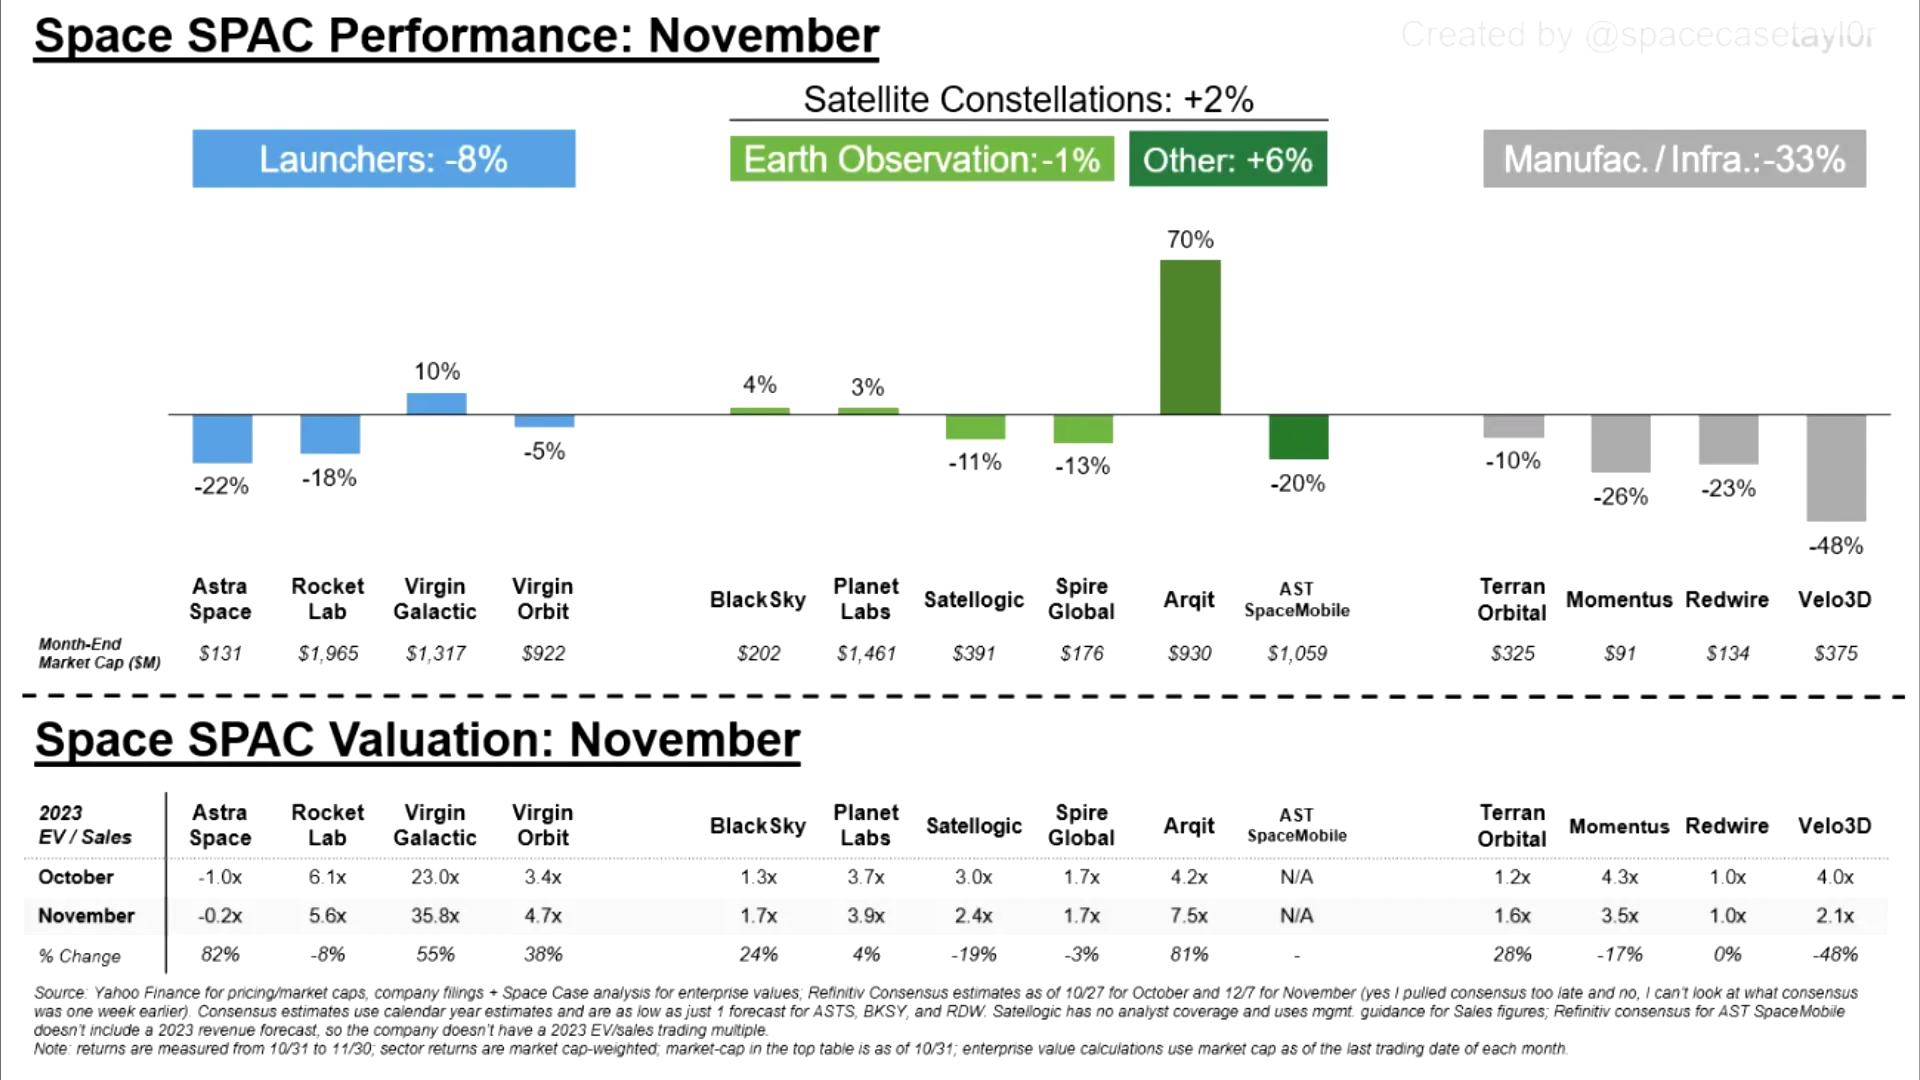 Space SPAC Performance: November
Created by @spacecasetayl0r
Satellite Constellations: +2%
Launchers: -8%
Earth Observation: -1%
Other: +6%
Manufac. / Infra.: -33%
70%
10%
4%
3%
-22%
-18%
-5%
-11%
-13%
-20%
-10%
-26%
-23%
-48%
Astra Space
Rocket Lab
Virgin Galactic
Virgin Orbit
BlackSky
Planet Labs
Satellogic
Spire Global
Arqit
AST SpaceMobile
Terran Orbital
Momentus
Redwire
Velo3D
Month-End
Market Cap ($M)
$131 $1,965 $1,317 $922 $202 $1,461 $391 $176 $930 $1,059 $325 $91 $134 $375
Space SPAC Valuation: November
2023
EV / Sales
Astra Space
Rocket Lab
Virgin Galactic
Virgin Orbit
BlackSky
Planet Labs
Satellogic
Spire Global
Arqit
AST SpaceMobile
Terran Orbital
Momentus
Redwire
Velo3D
October -1.0x 6.1x 23.0x 3.4x 1.3x 3.7x 3.0x 1.7x 4.2x N/A 1.2x 4.3x 1.0x 4.0x
November -0.2x 5.6x 35.8x 4.7x 1.7x 3.9x 2.4x 1.7x 7.5x N/A 1.6x 3.5x 1.0x 2.1x
% Change 82% -8% 55% 38% 24% 4% -19% -3% 81% - 28% -17% 0% -48%
Source: Yahoo Finance for pricing/market caps, company filings + Space Case analysis for enterprise values; Refinitiv Consensus estimates as of 10/27 for October and 12/7 for November (yes I pulled consensus too late and no, I can't look at what consensus
was one week earlier). Consensus estimates use calendar year estimates and are as low as just 1 forecast for ASTS, BKSY, and RDW. Satellogic has no analyst coverage and uses mgmt. guidance for Sales figures; Refinitiv consensus for AST SpaceMobile
doesn't include a 2023 revenue forecast, so the company doesn't have a 2023 EV/sales trading multiple.
Note: returns are measured from 10/31 to 11/30; sector returns are market cap-weighted; market-cap in the top table is as of 10/31; enterprise value calculations use market cap as of the last trading date of each month.